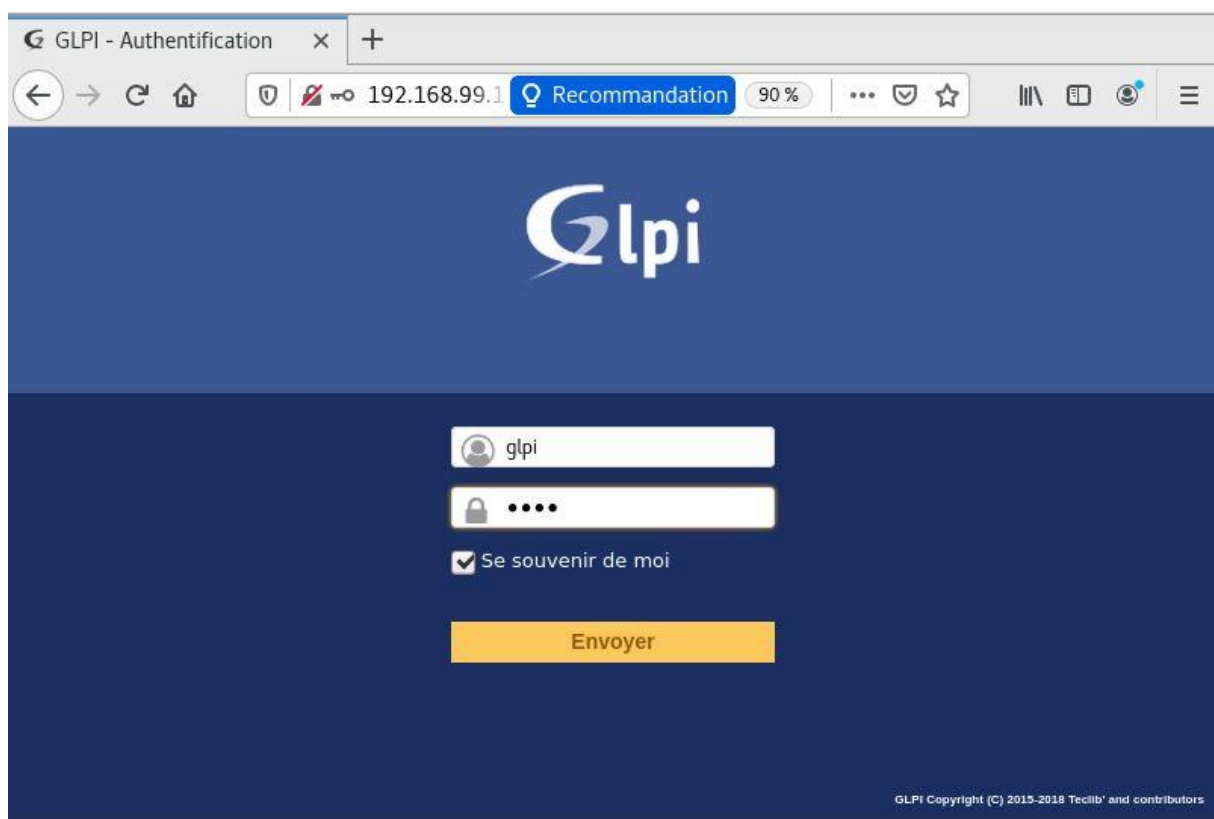 GLPI - Authentification
192.168.99.1 Recommandation 90 %
Glpi
glpi
Se souvenir de moi
Envoyer
GLPI Copyright (C) 2015-2018 Teclib' and contributors